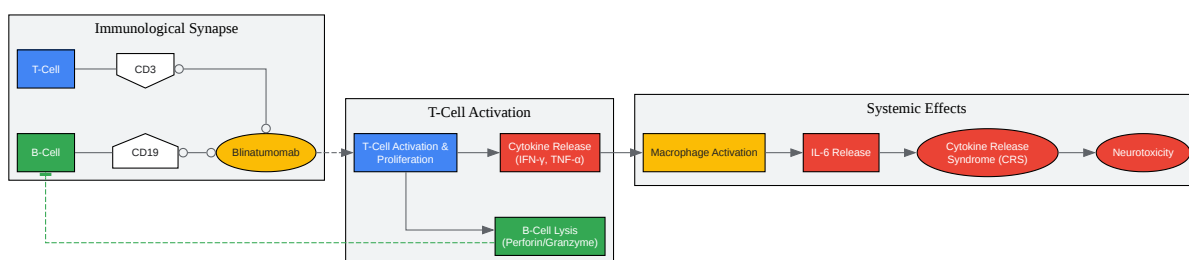 Immunological Synapse
T-Cell
CD3
B-Cell
CD19
Blinatumomab
T-Cell Activation
T-Cell Activation &
Proliferation
Cytokine Release
(IFN-γ, TNF-α)
B-Cell Lysis
(Perforin/Granzyme)
Systemic Effects
Macrophage Activation
IL-6 Release
Cytokine Release
Syndrome (CRS)
Neurotoxicity